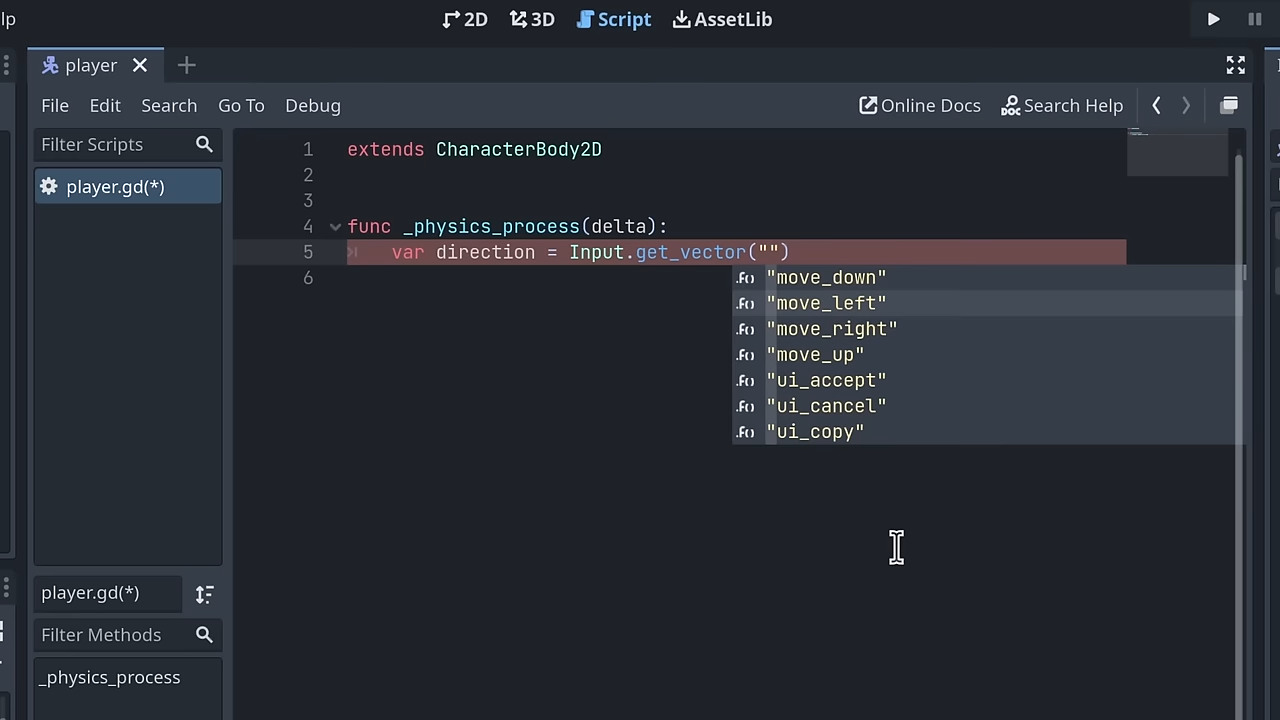 lp
2D 3D Script AssetLib
player
File Edit Search Go To Debug
Online Docs Search Help
Filter Scripts
player.gd(*)
1 extends CharacterBody2D
2
3
4 func _physics_process(delta):
5 var direction = Input.get_vector("")
6
"move_down"
"move_left"
"move_right"
"move_up"
"ui_accept"
"ui_cancel"
"ui_copy"
player.gd(*)
Filter Methods
_physics_process